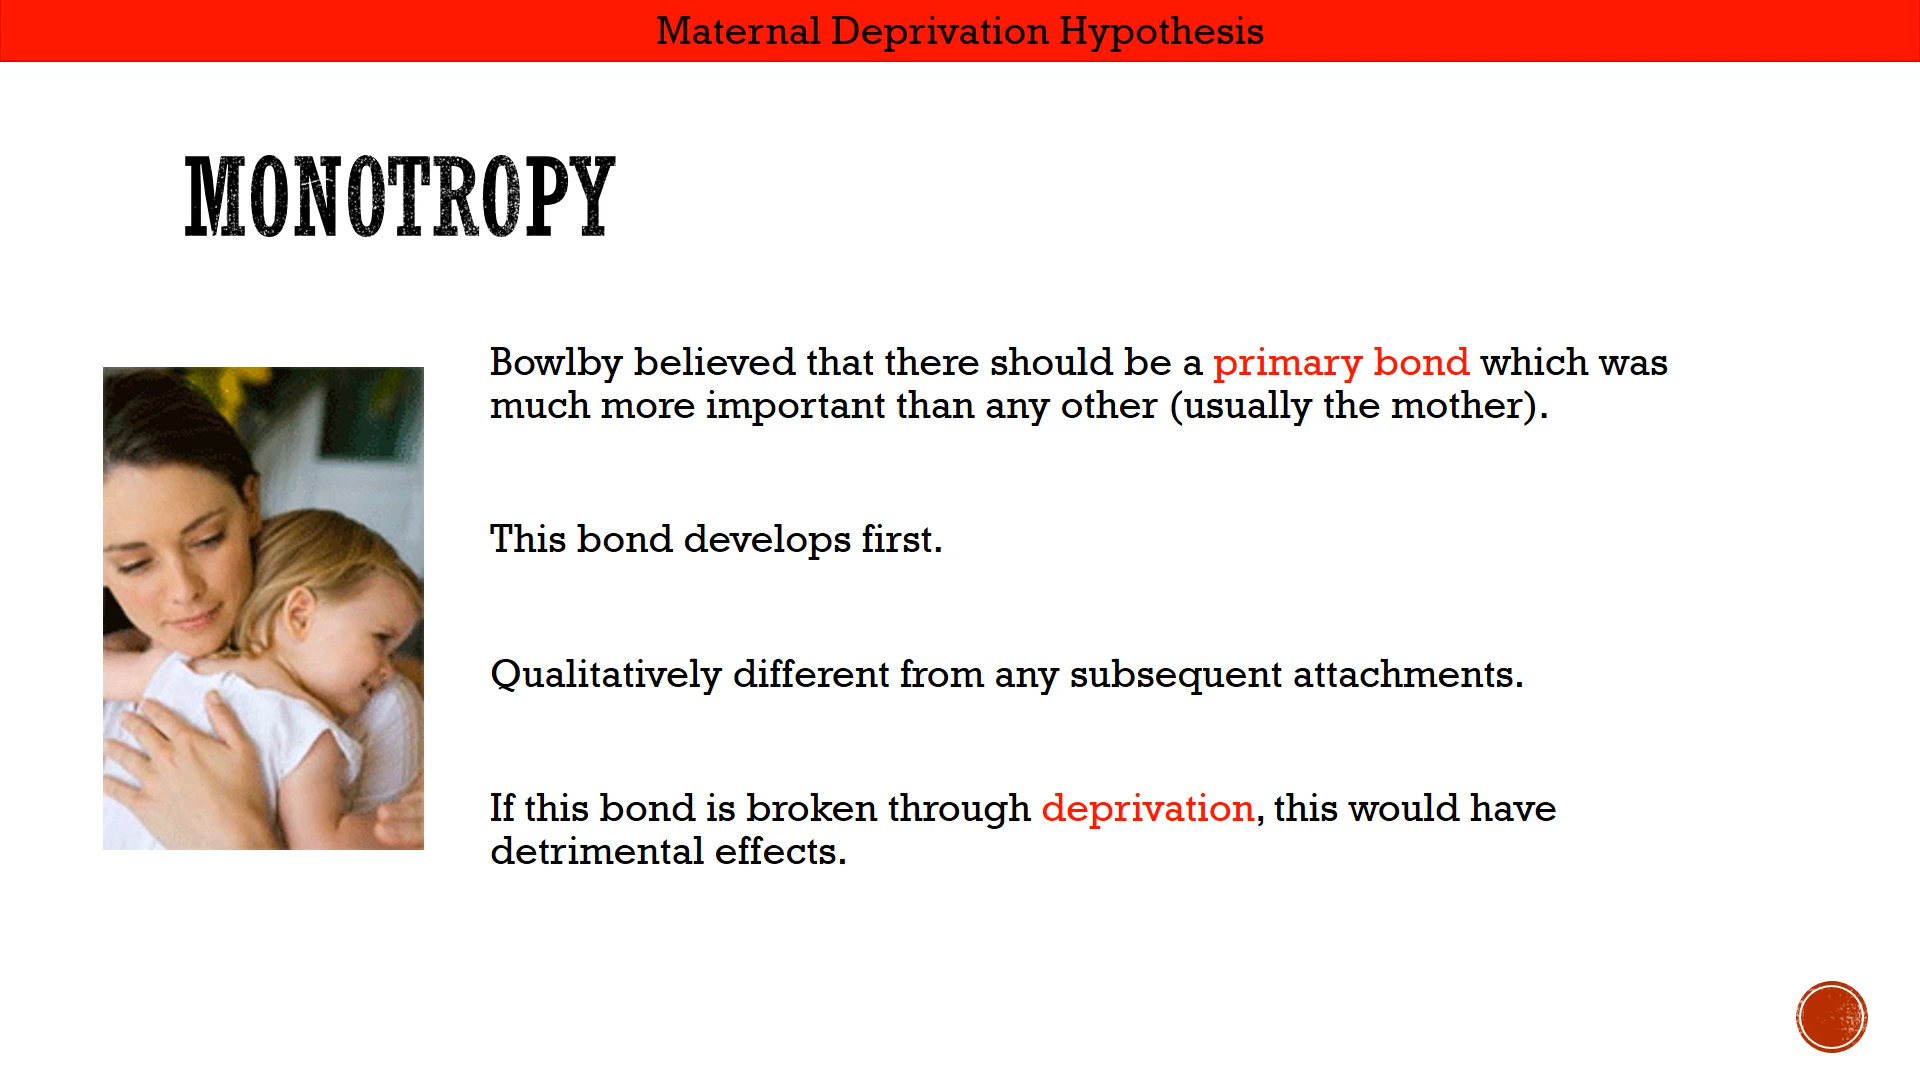 Maternal Deprivation Hypothesis
MONOTROPY
Bowlby believed that there should be a primary bond which was
much more important than any other (usually the mother).
This bond develops first.
Qualitatively different from any subsequent attachments.
If this bond is broken through deprivation, this would have
detrimental effects.